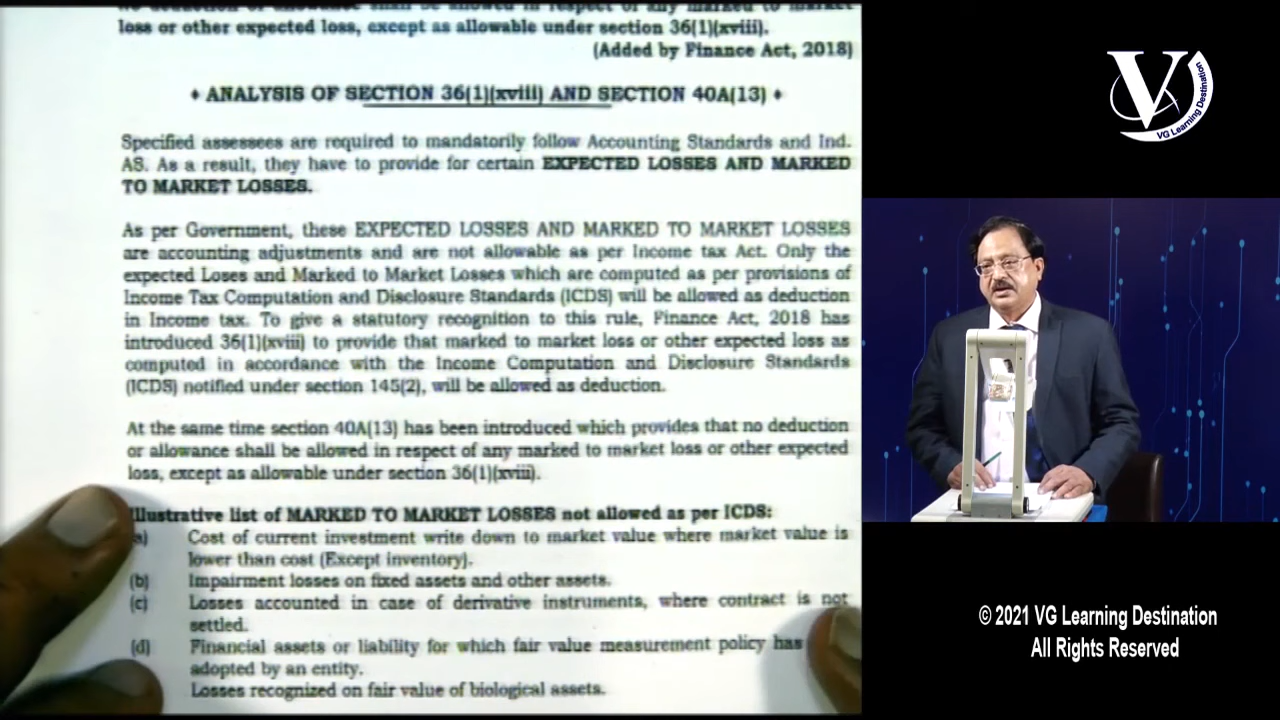 loss or other expected loss, except as allowable under section 36(1)(xviii).
(Added by Finance Act, 2018)
♦ ANALYSIS OF SECTION 36(1)(xviii) AND SECTION 40A(13) ♦
Specified assessees are required to mandatorily follow Accounting Standards and Ind.
AS. As a result, they have to provide for certain EXPECTED LOSSES AND MARKED
TO MARKET LOSSES.
As per Government, these EXPECTED LOSSES AND MARKED TO MARKET LOSSES
are accounting adjustments and are not allowable as per Income tax Act. Only the
expected Loses and Marked to Market Losses which are computed as per provisions of
Income Tax Computation and Disclosure Standards (ICDS) will be allowed as deduction
in Income tax. To give a statutory recognition to this rule, Finance Act, 2018 has
introduced 36(1)(xviii) to provide that marked to market loss or other expected loss as
computed in accordance with the Income Computation and Disclosure Standards
(ICDS) notified under section 145(2), will be allowed as deduction.
At the same time section 40A(13) has been introduced which provides that no deduction
or allowance shall be allowed in respect of any marked to market loss or other expected
loss, except as allowable under section 36(1)(xviii).
Illustrative list of MARKED TO MARKET LOSSES not allowed as per ICDS:
a) Cost of current investment write down to market value where market value is
lower than cost (Except inventory).
(b) Impairment losses on fixed assets and other assets.
(c) Losses accounted in case of derivative instruments, where contract is not
settled.
(d) Financial assets or liability for which fair value measurement policy has
adopted by an entity.
Losses recognized on fair value of biological assets.
V
VG Learning Destination
© 2021 VG Learning Destination
All Rights Reserved